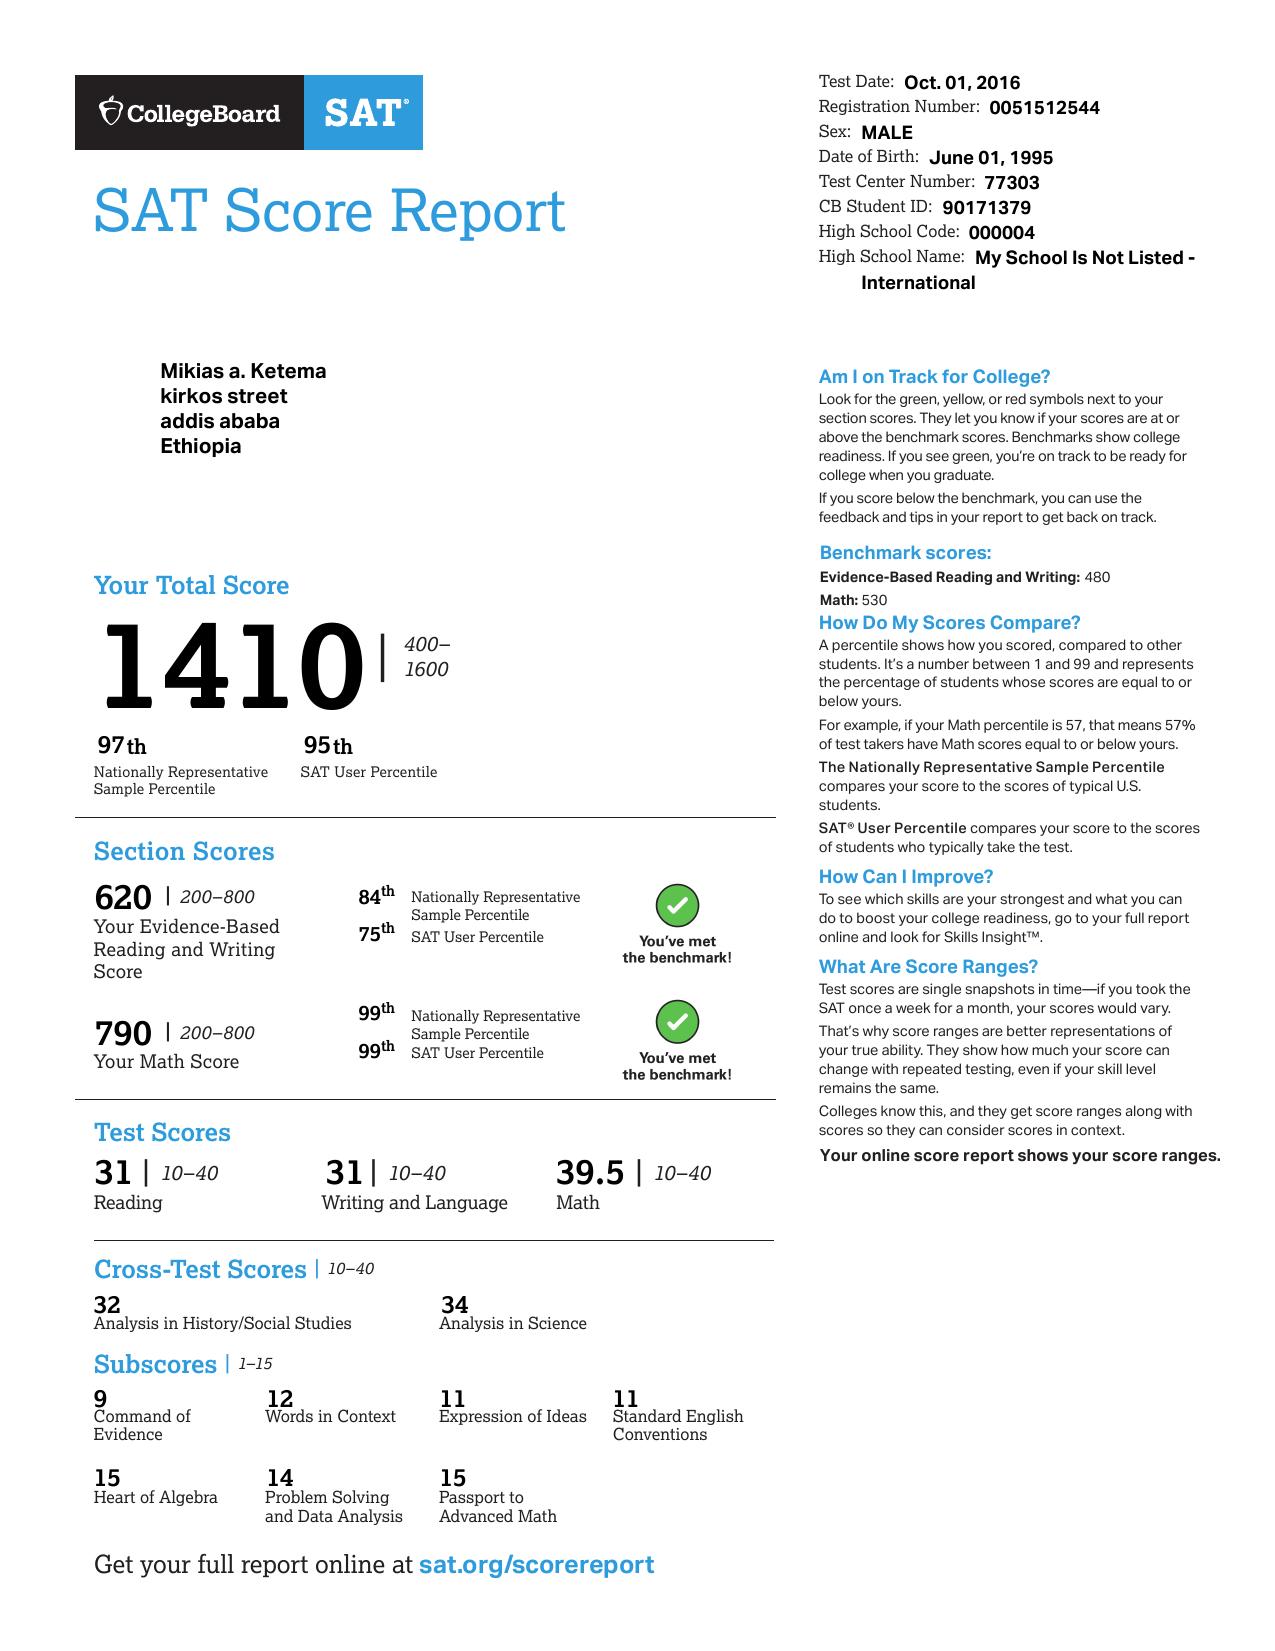 CollegeBoard SAT®
SAT Score Report
Test Date: Oct. 01, 2016
Registration Number: 0051512544
Sex: MALE
Date of Birth: June 01, 1995
Test Center Number: 77303
CB Student ID: 90171379
High School Code: 000004
High School Name: My School Is Not Listed -
International
Mikias a. Ketema
kirkos street
addis ababa
Ethiopia
Your Total Score
1410 | 400–
1600
97th
Nationally Representative
Sample Percentile
95th
SAT User Percentile
Section Scores
620 | 200–800
Your Evidence-Based
Reading and Writing
Score
84th Nationally Representative
Sample Percentile
75th SAT User Percentile
You’ve met
the benchmark!
790 | 200–800
Your Math Score
99th Nationally Representative
Sample Percentile
99th SAT User Percentile
You’ve met
the benchmark!
Test Scores
31 | 10–40
Reading
31 | 10–40
Writing and Language
39.5 | 10–40
Math
Cross-Test Scores | 10–40
32
Analysis in History/Social Studies
34
Analysis in Science
Subscores | 1–15
9
Command of
Evidence
12
Words in Context
11
Expression of Ideas
11
Standard English
Conventions
15
Heart of Algebra
14
Problem Solving
and Data Analysis
15
Passport to
Advanced Math
Get your full report online at sat.org/scorereport
Am I on Track for College?
Look for the green, yellow, or red symbols next to your
section scores. They let you know if your scores are at or
above the benchmark scores. Benchmarks show college
readiness. If you see green, you’re on track to be ready for
college when you graduate.
If you score below the benchmark, you can use the
feedback and tips in your report to get back on track.
Benchmark scores:
Evidence-Based Reading and Writing: 480
Math: 530
How Do My Scores Compare?
A percentile shows how you scored, compared to other
students. It’s a number between 1 and 99 and represents
the percentage of students whose scores are equal to or
below yours.
For example, if your Math percentile is 57, that means 57%
of test takers have Math scores equal to or below yours.
The Nationally Representative Sample Percentile
compares your score to the scores of typical U.S.
students.
SAT® User Percentile compares your score to the scores
of students who typically take the test.
How Can I Improve?
To see which skills are your strongest and what you can
do to boost your college readiness, go to your full report
online and look for Skills Insight™.
What Are Score Ranges?
Test scores are single snapshots in time—if you took the
SAT once a week for a month, your scores would vary.
That’s why score ranges are better representations of
your true ability. They show how much your score can
change with repeated testing, even if your skill level
remains the same.
Colleges know this, and they get score ranges along with
scores so they can consider scores in context.
Your online score report shows your score ranges.